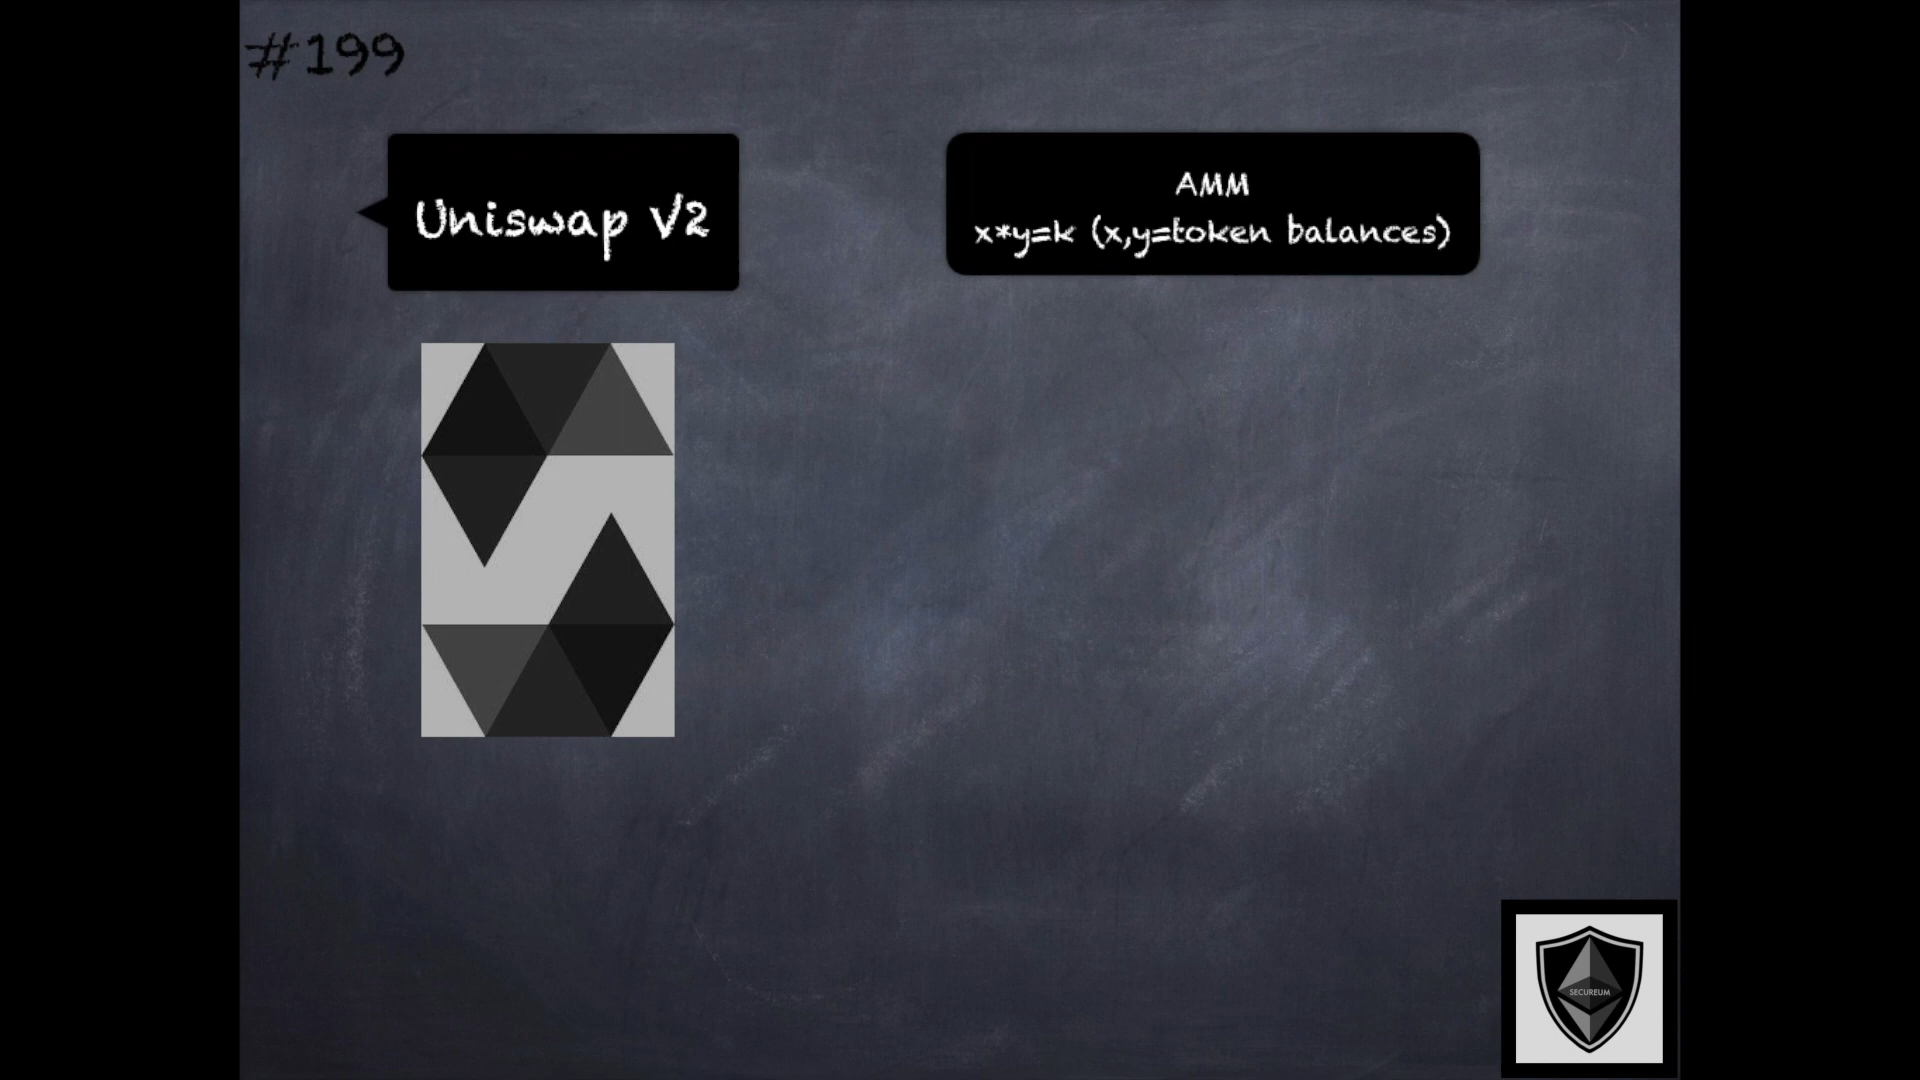 #199
Uniswap V2
AMM
x*y=k (x,y=token balances)
SECUREUM